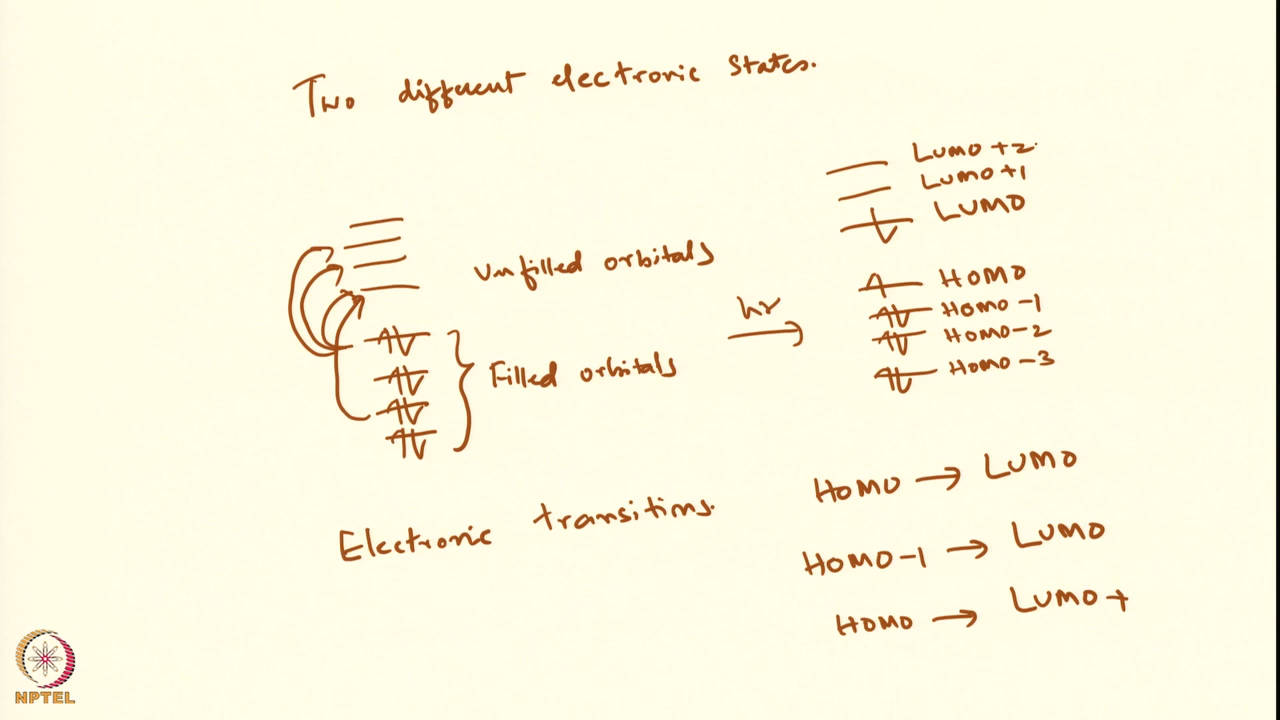 Two different electronic states.
LUMO +2
LUMO +1
LUMO
Unfilled orbitals
HOMO
HOMO -1
HOMO -2
HOMO -3
hν
Filled orbitals
Electronic transitions.
HOMO → LUMO
HOMO-1 → LUMO
HOMO → LUMO +
NPTEL